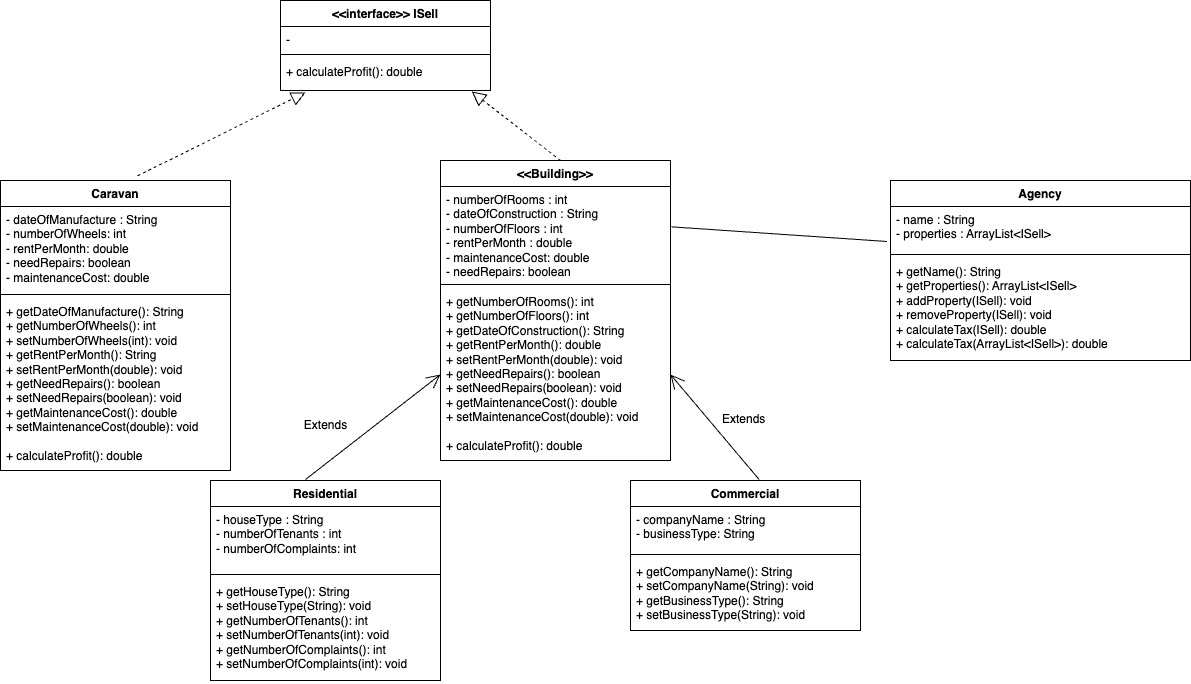 <<interface>> ISell
-
+ calculateProfit(): double
Caravan
- dateOfManufacture : String
- numberOfWheels: int
- rentPerMonth: double
- needRepairs: boolean
- maintenanceCost: double
+ getDateOfManufacture(): String
+ getNumberOfWheels(): int
+ setNumberOfWheels(int): void
+ getRentPerMonth(): String
+ setRentPerMonth(double): void
+ getNeedRepairs(): boolean
+ setNeedRepairs(boolean): void
+ getMaintenanceCost(): double
+ setMaintenanceCost(double): void
+ calculateProfit(): double
<<Building>>
- numberOfRooms : int
- dateOfConstruction : String
- numberOfFloors : int
- rentPerMonth : double
- maintenanceCost: double
- needRepairs: boolean
+ getNumberOfRooms(): int
+ getNumberOfFloors(): int
+ getDateOfConstruction(): String
+ getRentPerMonth(): double
+ setRentPerMonth(double): void
+ getNeedRepairs(): boolean
+ setNeedRepairs(boolean): void
+ getMaintenanceCost(): double
+ setMaintenanceCost(double): void
+ calculateProfit(): double
Agency
- name : String
- properties : ArrayList<ISell>
+ getName(): String
+ getProperties(): ArrayList<ISell>
+ addProperty(ISell): void
+ removeProperty(ISell): void
+ calculateTax(ISell): double
+ calculateTax(ArrayList<ISell>): double
Extends
Extends
Residential
- houseType : String
- numberOfTenants : int
- numberOfComplaints: int
+ getHouseType(): String
+ setHouseType(String): void
+ getNumberOfTenants(): int
+ setNumberOfTenants(int): void
+ getNumberOfComplaints(): int
+ setNumberOfComplaints(int): void
Commercial
- companyName : String
- businessType: String
+ getCompanyName(): String
+ setCompanyName(String): void
+ getBusinessType(): String
+ setBusinessType(String): void